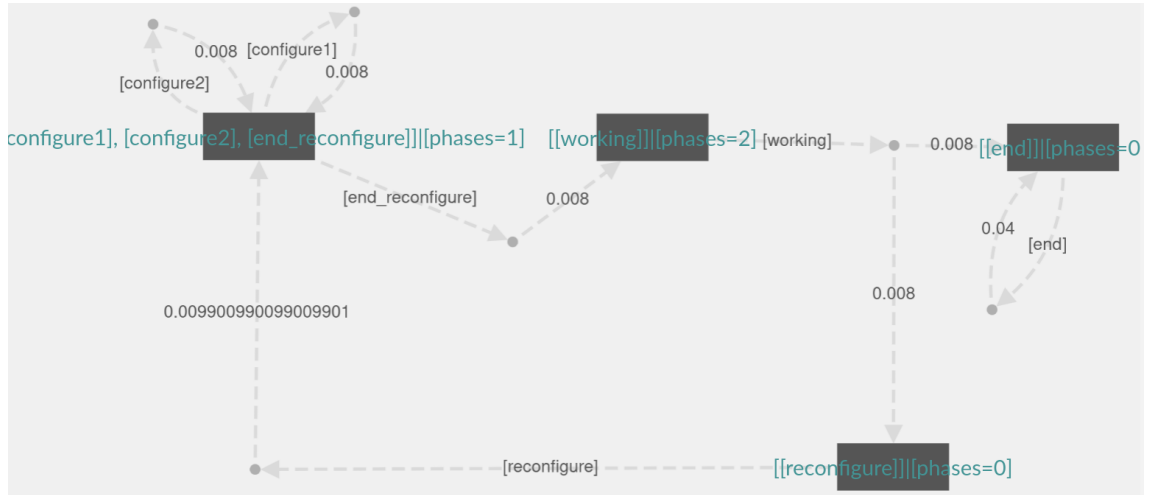 0.008
[configure1]
0.008
[configure2]
configure1], [configure2], [end_reconfigure]]|[phases=1]
[[working]]|[phases=2]
[working]
0.008
[[end]]|[phases=0
[end_reconfigure]
0.008
0.04
[end]
0.008
0.009900990099009901
[reconfigure]
[[reconfigure]]|[phases=0]